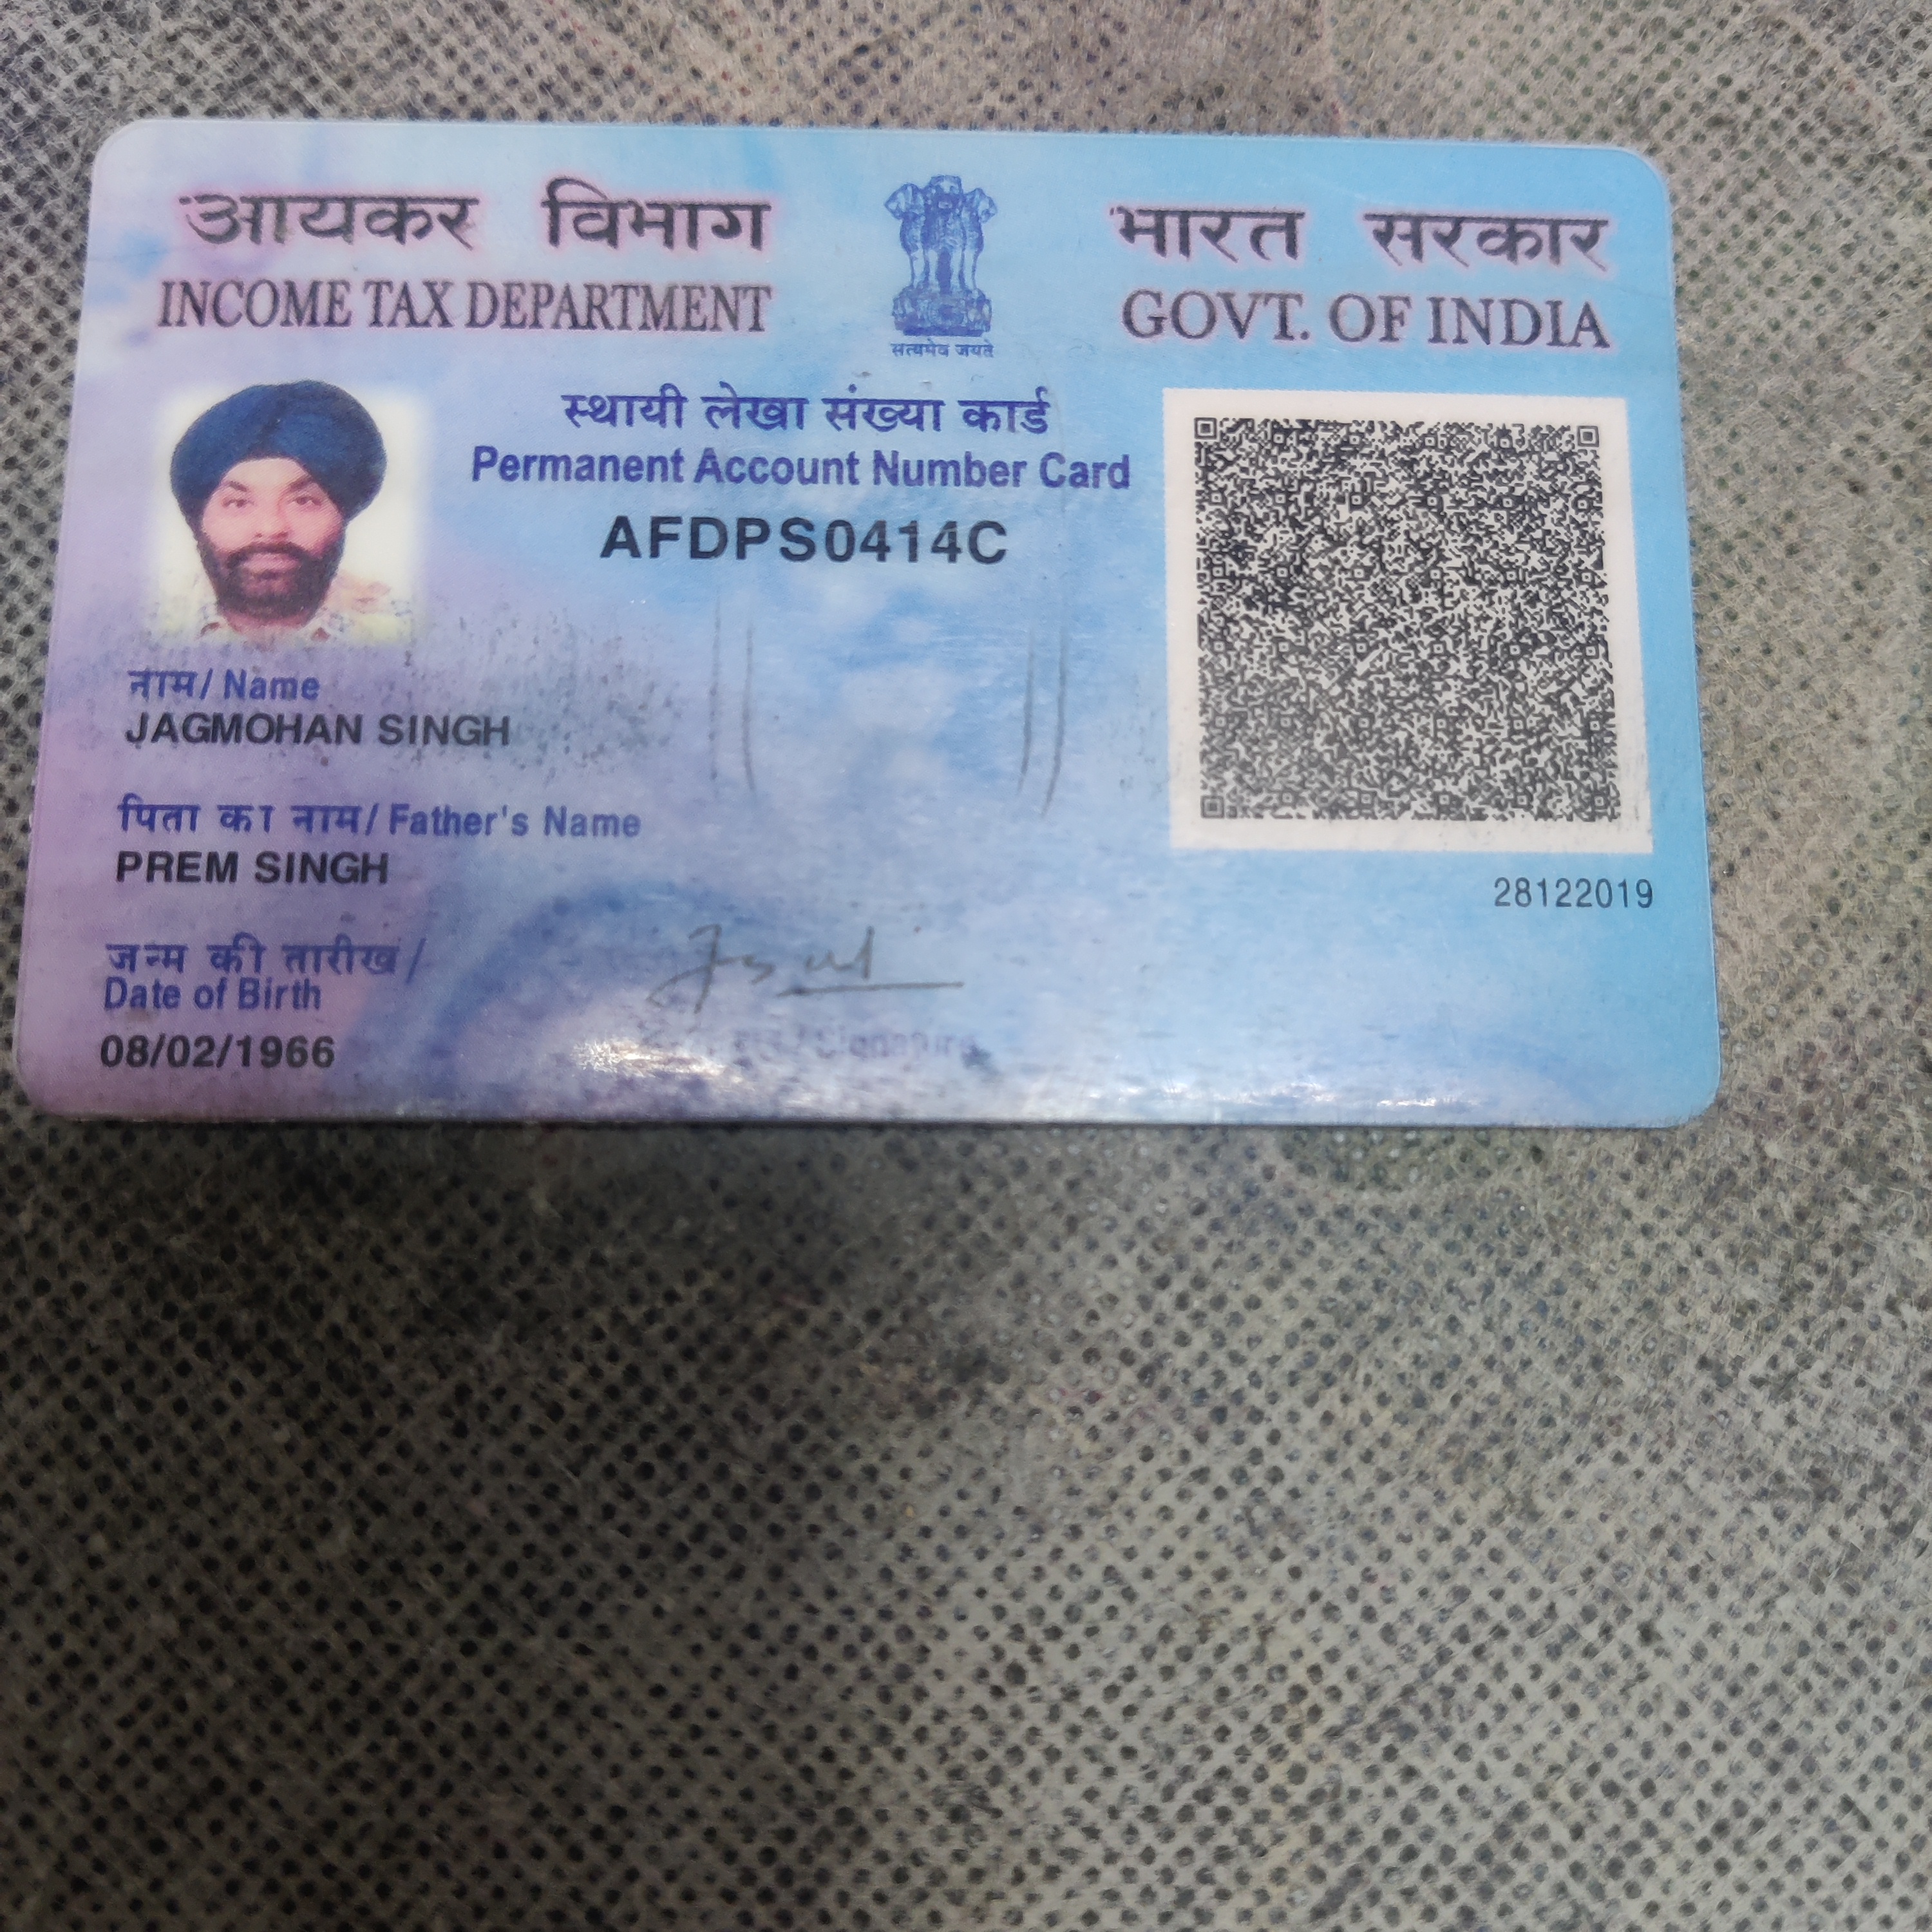 आयकर विभाग
INCOME TAX DEPARTMENT
सत्यमेव जयते
भारत सरकार
GOVT. OF INDIA
स्थायी लेखा संख्या कार्ड
Permanent Account Number Card
AFDPS0414C
नाम / Name
JAGMOHAN SINGH
पिता का नाम / Father's Name
PREM SINGH
28122019
जन्म की तारीख /
Date of Birth
08/02/1966
/ Signature